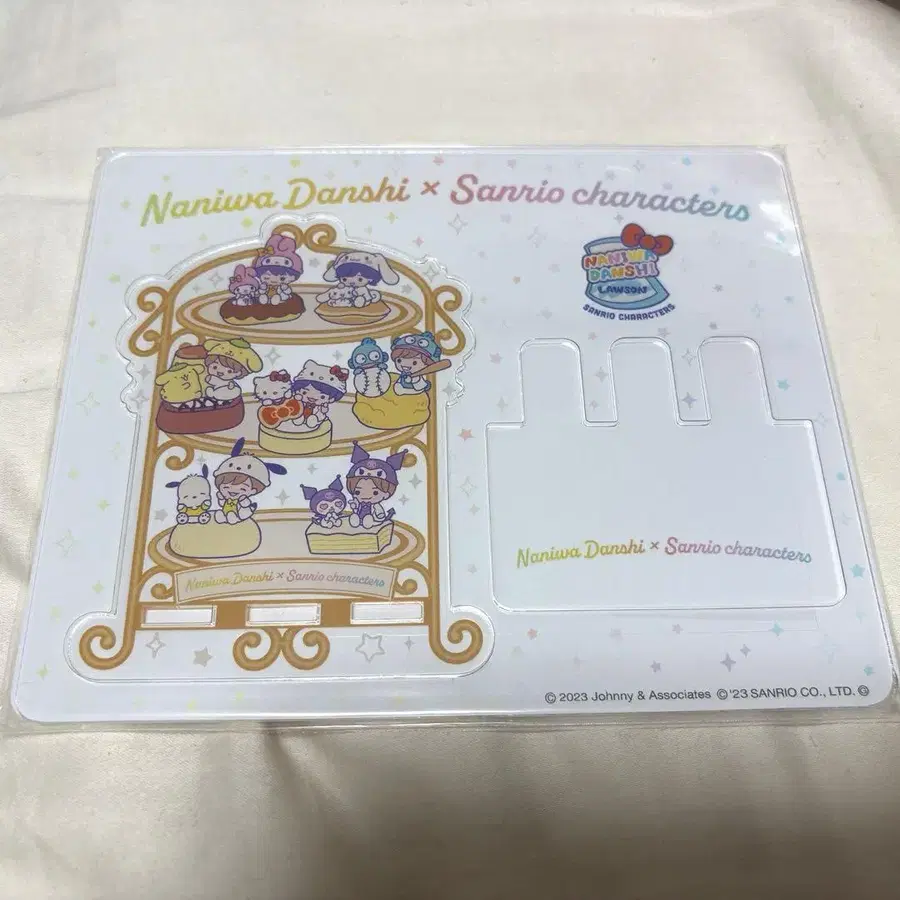 Naniwa Danshi × Sanrio characters
NANIWA
DANSHI
LAWSON
SANRIO CHARACTERS
Naniwa Danshi × Sanrio characters
Naniwa Danshi × Sanrio characters
© 2023 Johnny & Associates © '23 SANRIO CO., LTD. Ⓖ